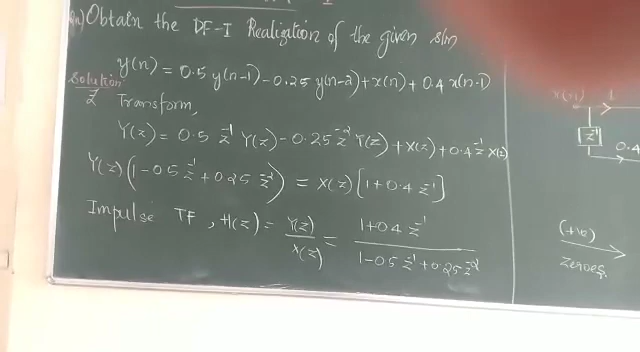 Obtain the DF-I Realization of the given s/m
y(n) = 0.5 y(n-1) - 0.25 y(n-2) + x(n) + 0.4 x(n-1)
Solution
Z Transform,
Y(z) = 0.5 z⁻¹ Y(z) - 0.25 z⁻² Y(z) + X(z) + 0.4 z⁻¹ X(z)
Y(z) (1 - 0.5 z⁻¹ + 0.25 z⁻²) = X(z) [1 + 0.4 z⁻¹]
Impulse TF, H(z) = Y(z)/X(z) = 1+0.4 z⁻¹ / 1-0.5 z⁻¹ + 0.25 z⁻²
x(n) 1
z⁻¹
0.4
Zeroes